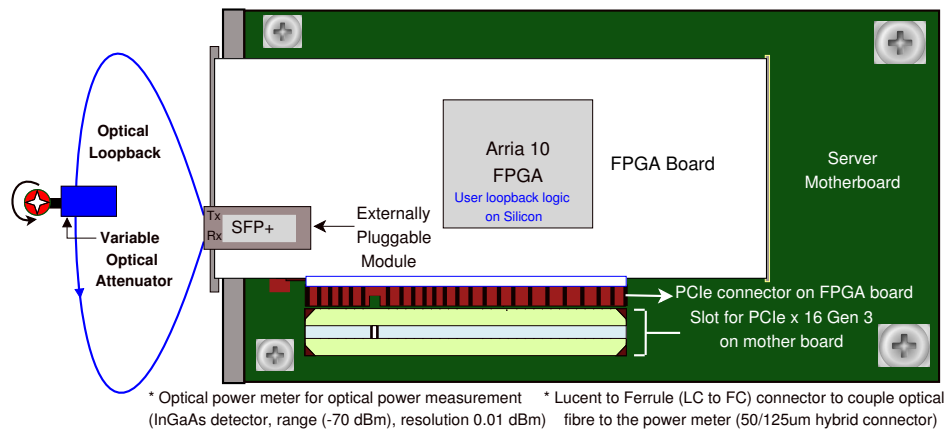 Optical
Loopback
Variable
Optical
Attenuator
Tx
Rx
SFP+
Externally
Pluggable
Module
Arria 10
FPGA
User loopback logic
on Silicon
FPGA Board
Server
Motherboard
PCIe connector on FPGA board
Slot for PCIe x 16 Gen 3
on mother board
* Optical power meter for optical power measurement
(InGaAs detector, range (-70 dBm), resolution 0.01 dBm)
* Lucent to Ferrule (LC to FC) connector to couple optical
fibre to the power meter (50/125um hybrid connector)